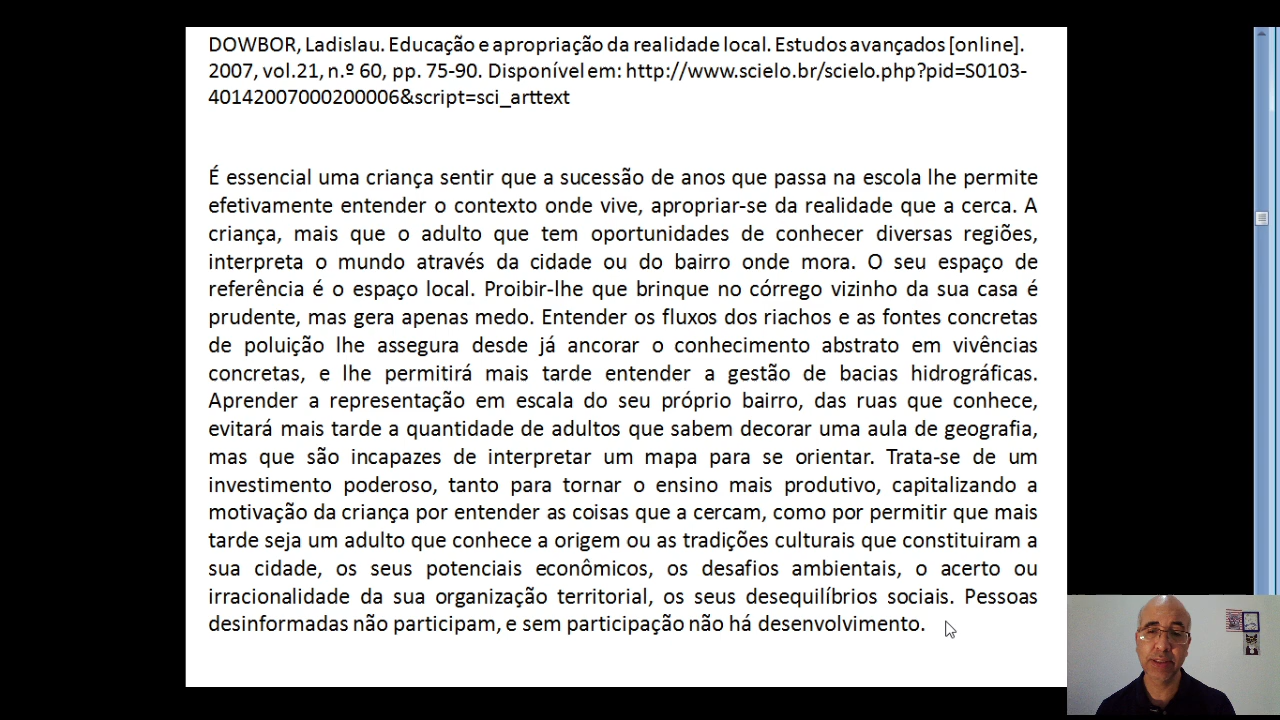 DOWBOR, Ladislau. Educação e apropriação da realidade local. Estudos avançados [online].
2007, vol.21, n.º 60, pp. 75-90. Disponível em: http://www.scielo.br/scielo.php?pid=S0103-
40142007000200006&script=sci_arttext
É essencial uma criança sentir que a sucessão de anos que passa na escola lhe permite
efetivamente entender o contexto onde vive, apropriar-se da realidade que a cerca. A
criança, mais que o adulto que tem oportunidades de conhecer diversas regiões,
interpreta o mundo através da cidade ou do bairro onde mora. O seu espaço de
referência é o espaço local. Proibir-lhe que brinque no córrego vizinho da sua casa é
prudente, mas gera apenas medo. Entender os fluxos dos riachos e as fontes concretas
de poluição lhe assegura desde já ancorar o conhecimento abstrato em vivências
concretas, e lhe permitirá mais tarde entender a gestão de bacias hidrográficas.
Aprender a representação em escala do seu próprio bairro, das ruas que conhece,
evitará mais tarde a quantidade de adultos que sabem decorar uma aula de geografia,
mas que são incapazes de interpretar um mapa para se orientar. Trata-se de um
investimento poderoso, tanto para tornar o ensino mais produtivo, capitalizando a
motivação da criança por entender as coisas que a cercam, como por permitir que mais
tarde seja um adulto que conhece a origem ou as tradições culturais que constituiram a
sua cidade, os seus potenciais econômicos, os desafios ambientais, o acerto ou
irracionalidade da sua organização territorial, os seus desequilíbrios sociais. Pessoas
desinformadas não participam, e sem participação não há desenvolvimento.